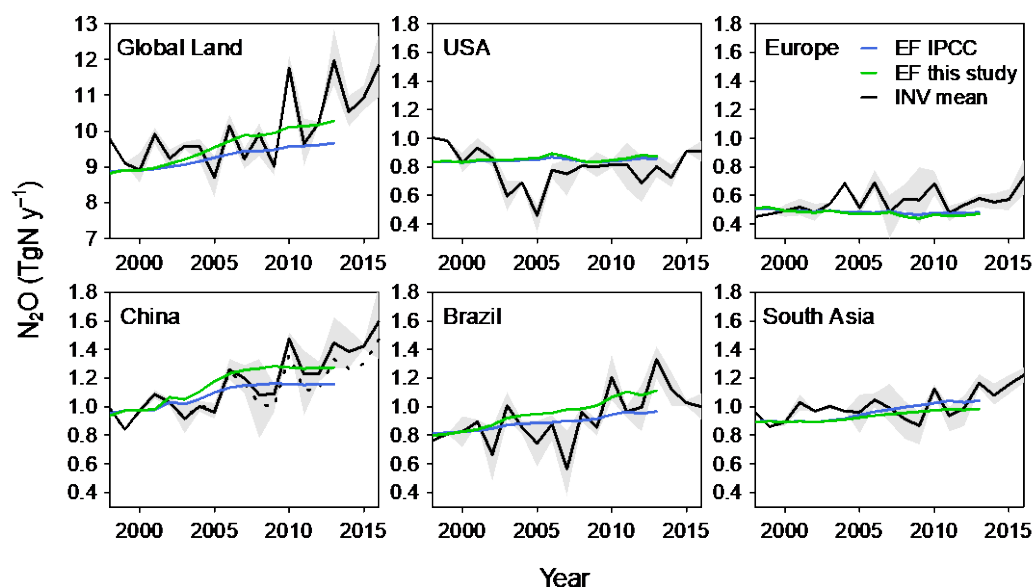 Global Land
USA
Europe
EF IPCC
EF this study
INV mean
13
12
11
10
9
8
7
1.8
1.6
1.4
1.2
1.0
0.8
0.6
0.4
1.8
1.6
1.4
1.2
1.0
0.8
0.6
0.4
2000 2005 2010 2015
2000 2005 2010 2015
2000 2005 2010 2015
N₂O (TgN y⁻¹)
China
Brazil
South Asia
1.8
1.6
1.4
1.2
1.0
0.8
0.6
0.4
1.8
1.6
1.4
1.2
1.0
0.8
0.6
0.4
1.8
1.6
1.4
1.2
1.0
0.8
0.6
0.4
2000 2005 2010 2015
2000 2005 2010 2015
2000 2005 2010 2015
Year